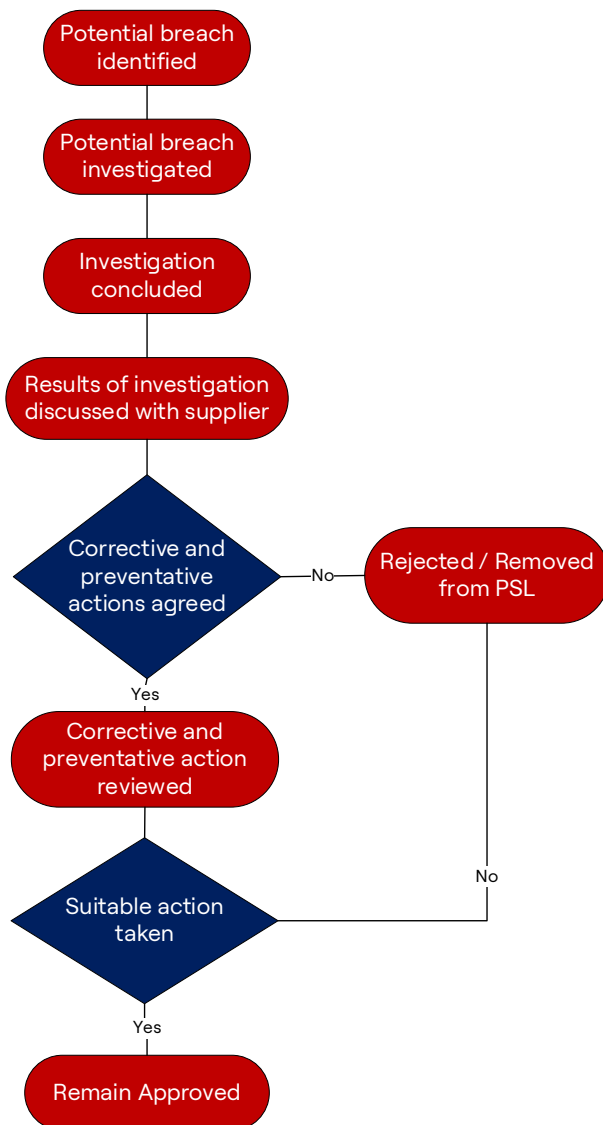 Potential breach
identified
Potential breach
investigated
Investigation
concluded
Results of investigation
discussed with supplier
Corrective and
preventative
actions agreed
No
Rejected / Removed
from PSL
Yes
Corrective and
preventative action
reviewed
No
Suitable action
taken
Yes
Remain Approved